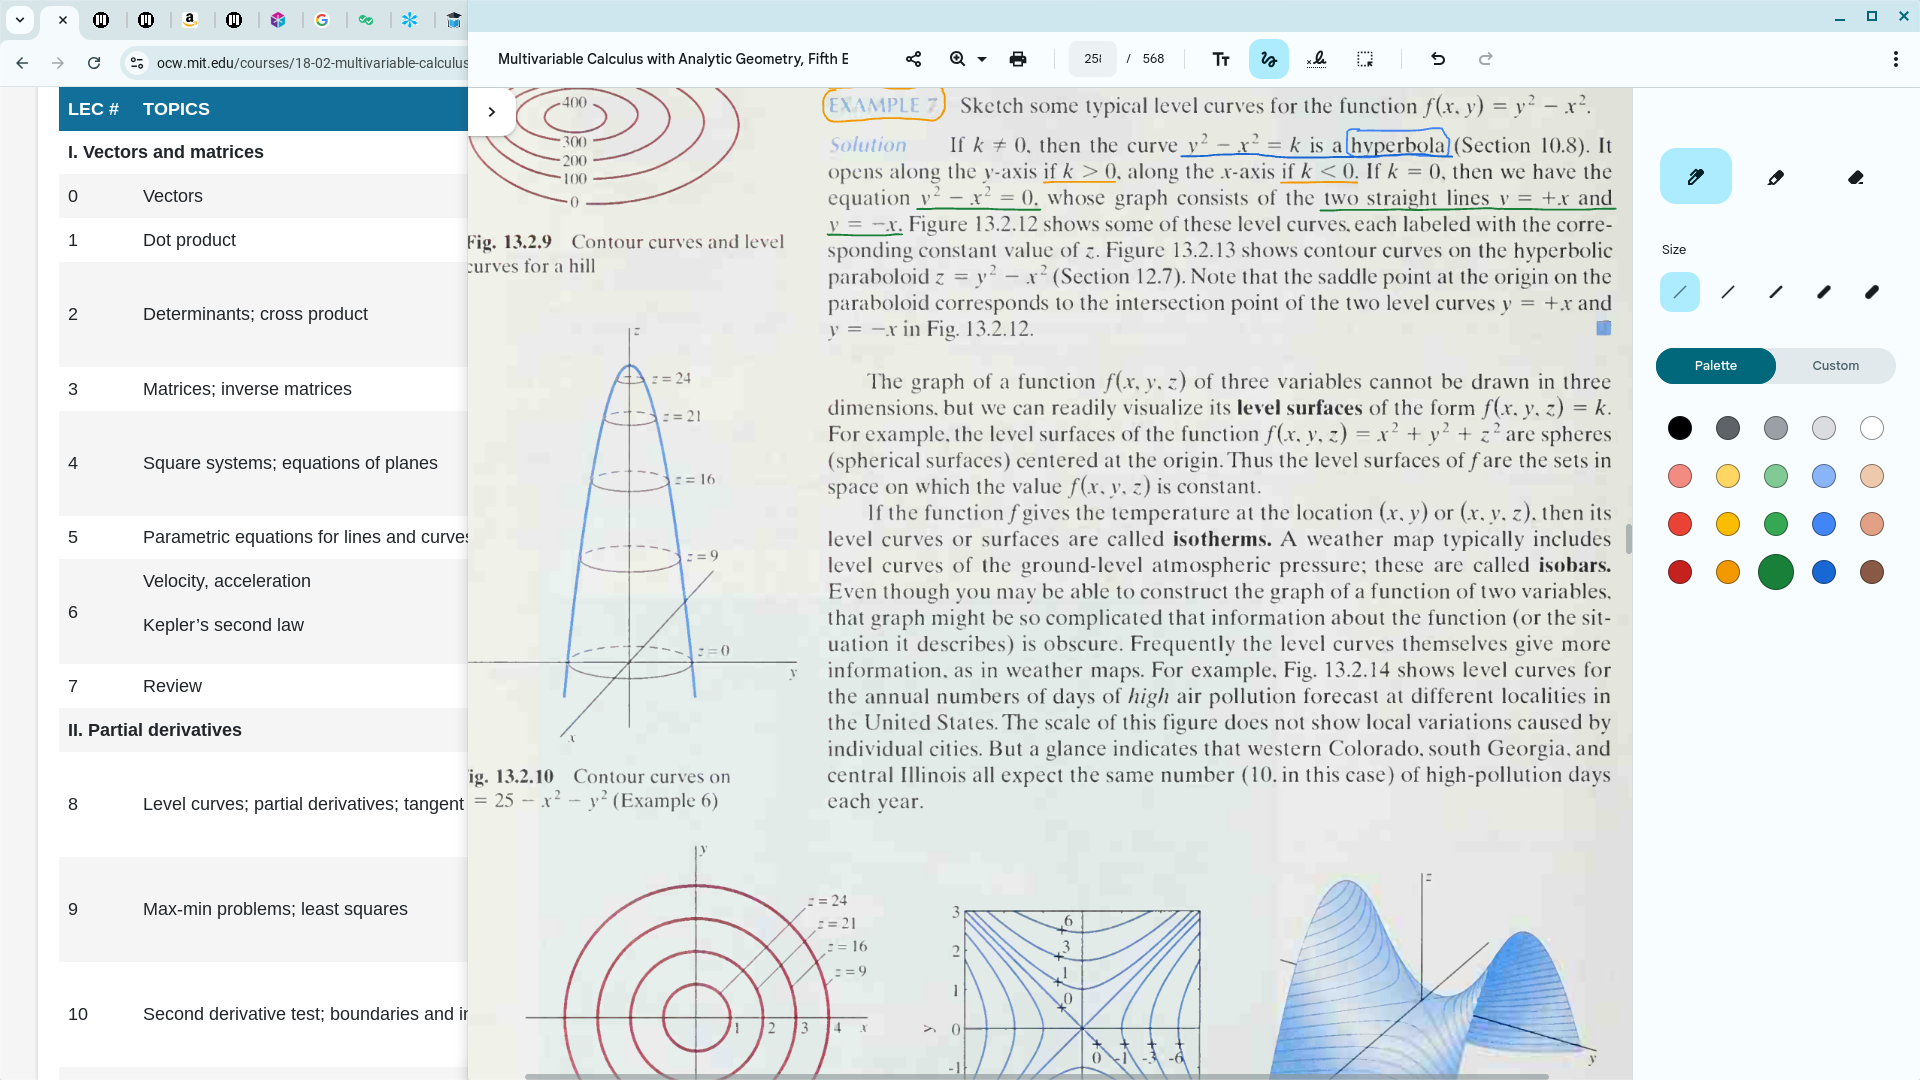 ocw.mit.edu/courses/18-02-multivariable-calculus
LEC # TOPICS
I. Vectors and matrices
0 Vectors
1 Dot product
2 Determinants; cross product
3 Matrices; inverse matrices
4 Square systems; equations of planes
5 Parametric equations for lines and curves
6 Velocity, acceleration
Kepler’s second law
7 Review
II. Partial derivatives
8 Level curves; partial derivatives; tangent
9 Max-min problems; least squares
10 Second derivative test; boundaries and in
Multivariable Calculus with Analytic Geometry, Fifth E
258 / 568
400
300
200
100
0
Fig. 13.2.9 Contour curves and level
curves for a hill
z
z = 24
z = 21
z = 16
z = 9
z = 0
y
x
ig. 13.2.10 Contour curves on
= 25 − x² − y² (Example 6)
EXAMPLE 7 Sketch some typical level curves for the function f(x, y) = y² − x².
Solution If k ≠ 0, then the curve y² − x² = k is a hyperbola (Section 10.8). It
opens along the y-axis if k > 0, along the x-axis if k < 0. If k = 0, then we have the
equation y² − x² = 0, whose graph consists of the two straight lines y = +x and
y = −x. Figure 13.2.12 shows some of these level curves, each labeled with the corre-
sponding constant value of z. Figure 13.2.13 shows contour curves on the hyperbolic
paraboloid z = y² − x² (Section 12.7). Note that the saddle point at the origin on the
paraboloid corresponds to the intersection point of the two level curves y = +x and
y = −x in Fig. 13.2.12.
The graph of a function f(x, y, z) of three variables cannot be drawn in three
dimensions, but we can readily visualize its level surfaces of the form f(x, y, z) = k.
For example, the level surfaces of the function f(x, y, z) = x² + y² + z² are spheres
(spherical surfaces) centered at the origin. Thus the level surfaces of f are the sets in
space on which the value f(x, y, z) is constant.
If the function f gives the temperature at the location (x, y) or (x, y, z), then its
level curves or surfaces are called isotherms. A weather map typically includes
level curves of the ground-level atmospheric pressure; these are called isobars.
Even though you may be able to construct the graph of a function of two variables,
that graph might be so complicated that information about the function (or the sit-
uation it describes) is obscure. Frequently the level curves themselves give more
information, as in weather maps. For example, Fig. 13.2.14 shows level curves for
the annual numbers of days of high air pollution forecast at different localities in
the United States. The scale of this figure does not show local variations caused by
individual cities. But a glance indicates that western Colorado, south Georgia, and
central Illinois all expect the same number (10, in this case) of high-pollution days
each year.
y
z = 24
z = 21
z = 16
z = 9
1 2 3 4 x
3
2
1
0
-1
y
6
3
1
0
0 -1 -3 -6
z
y
Size
Palette Custom